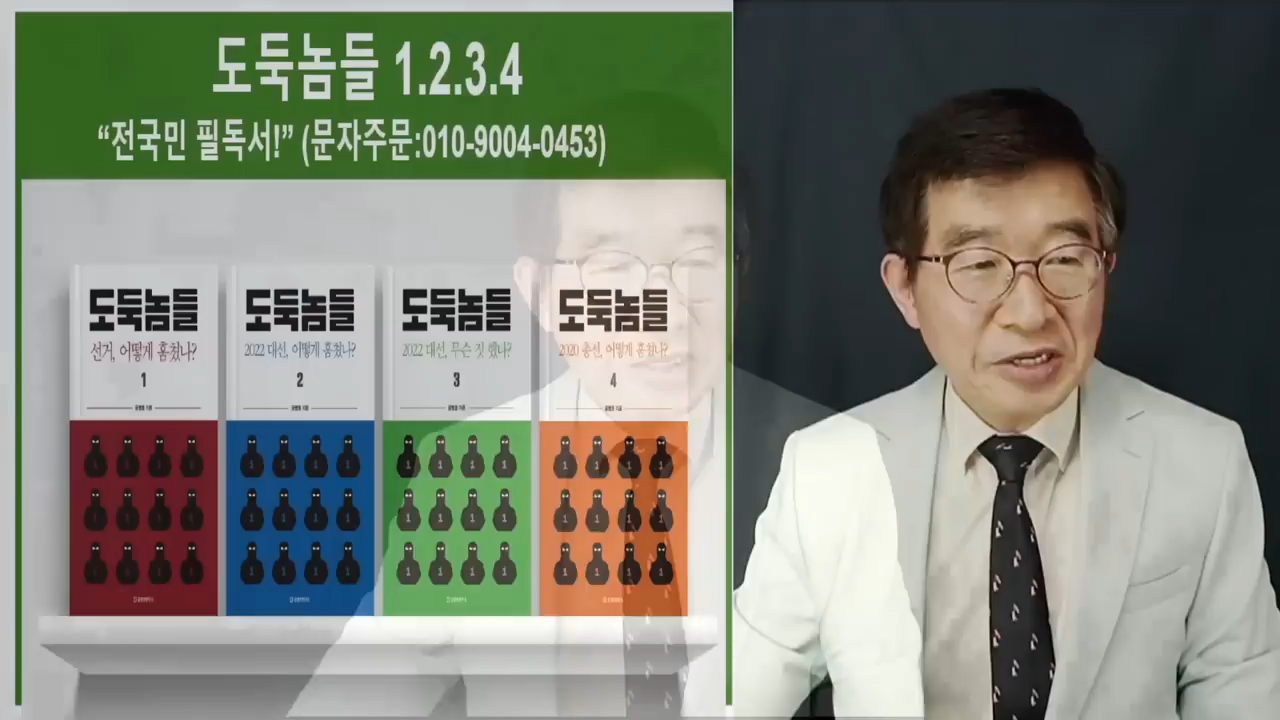 도둑놈들 1.2.3.4
“전국민 필독서!” (문자주문:010-9004-0453)
도둑놈들
선거, 어떻게 훔쳤나?
1
도둑놈들
2022 대선, 어떻게 훔쳤나?
2
도둑놈들
2022 대선, 무슨 짓 했나?
3
도둑놈들
2020 총선, 어떻게 훔쳤나?
4